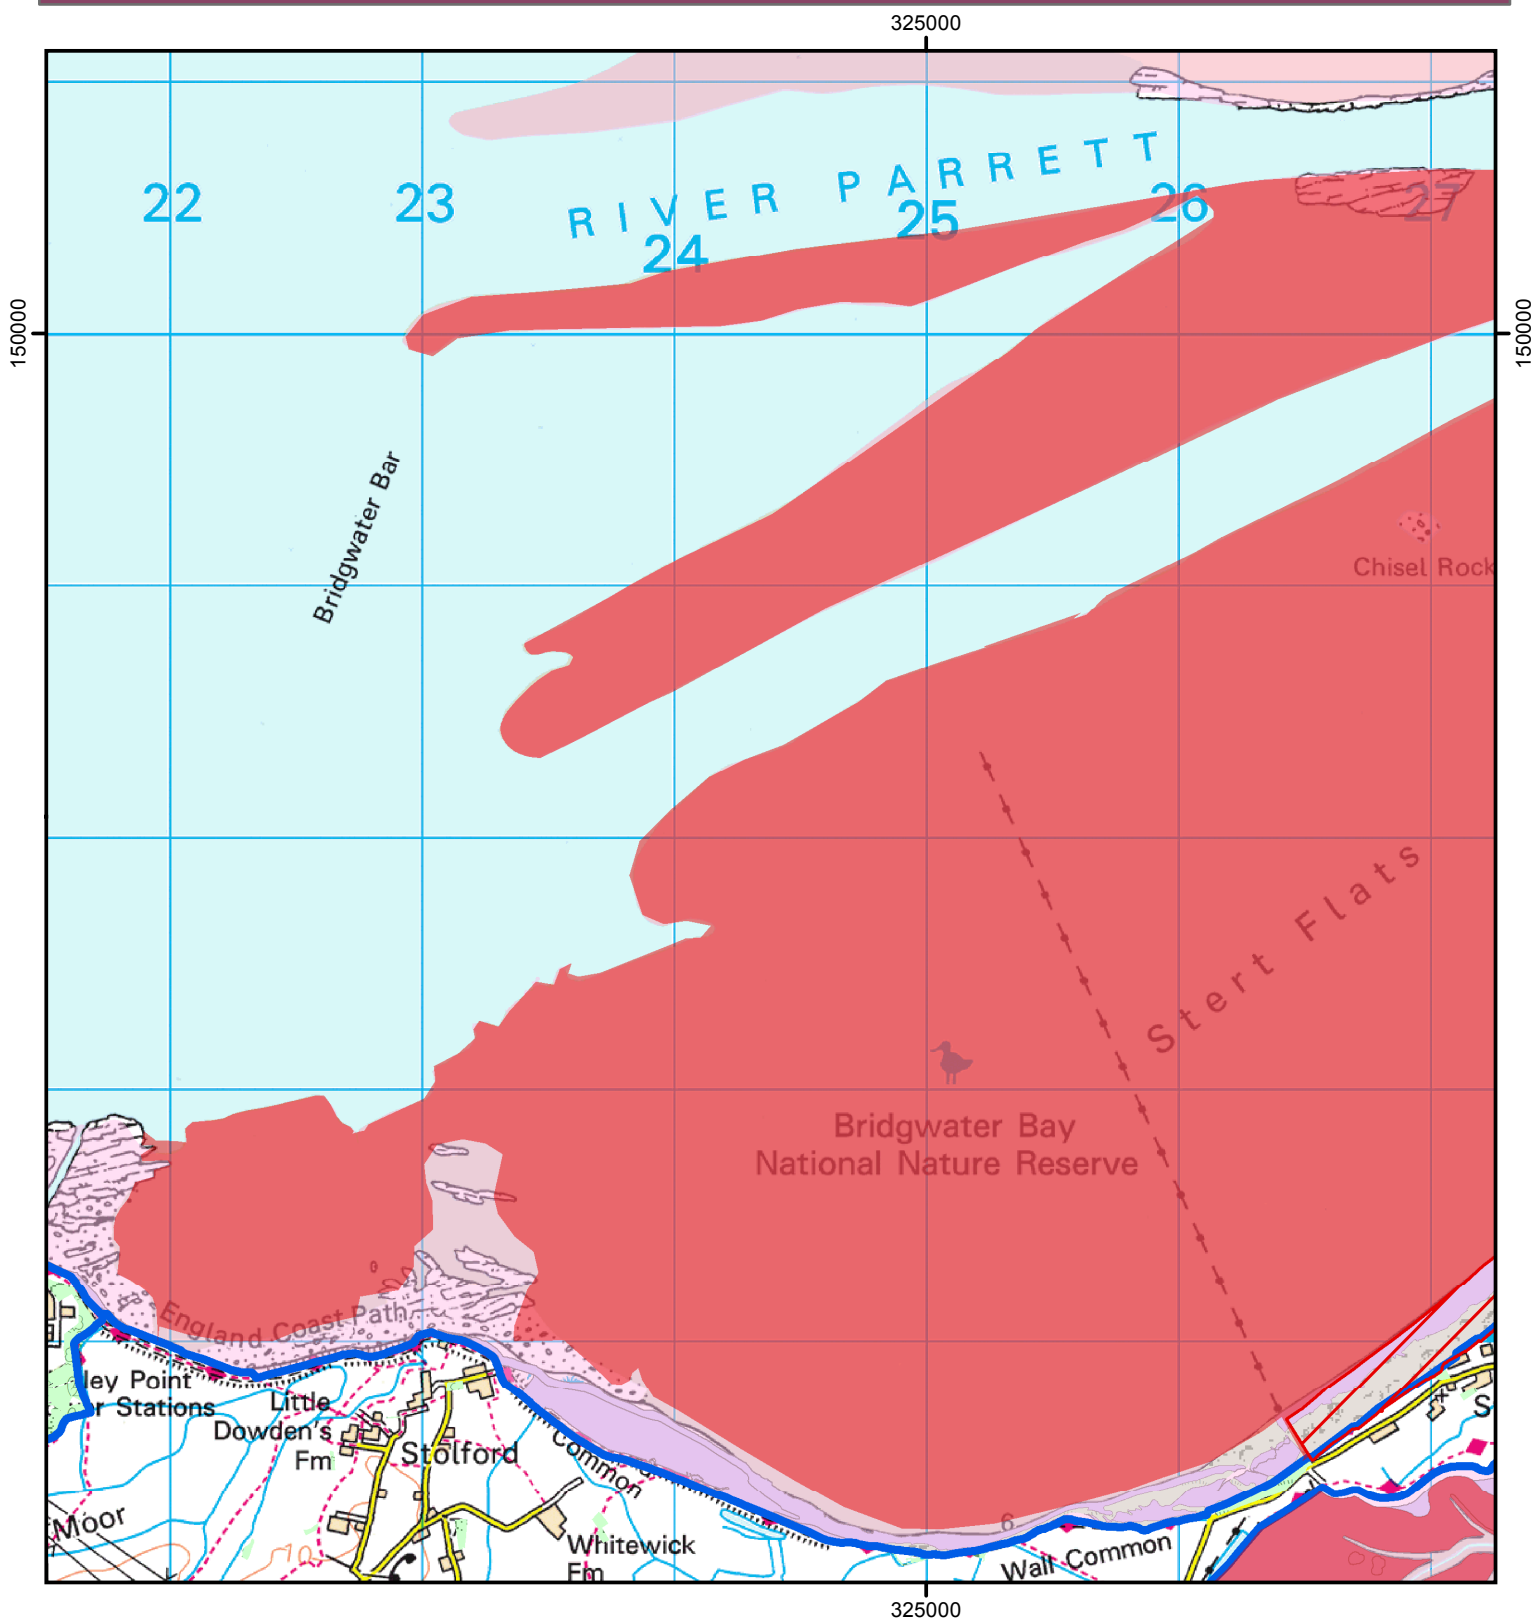 325000
22
23
RIVER PARRETT
24
25
26
27
150000
150000
Bridgwater Bar
Chisel Rock
Stert Flats
Bridgwater Bay
National Nature Reserve
England Coast Path
ley Point
r Stations
Little
Dowden's
Fm
Stolford
Common
S
Moor
10
6
Whitewick
Fm
Wall Common
325000